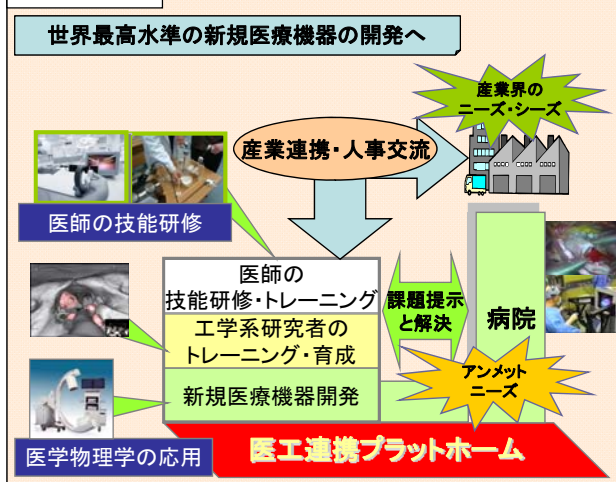 世界最高水準の新規医療機器の開発へ
産業界の
ニーズ・シーズ
産業連携・人事交流
医師の技能研修
医師の
技能研修・トレーニング
工学系研究者の
トレーニング・育成
新規医療機器開発
課題提示
と解決
病院
アンメット
ニーズ
医学物理学の応用
医工連携プラットホーム